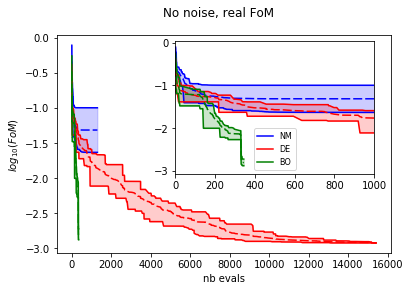 No noise, real FoM
log10(FoM)
0.0
−0.5
−1.0
−1.5
−2.0
−2.5
−3.0
0
−1
−2
−3
0 200 400 600 800 1000
NM
DE
BO
0 2000 4000 6000 8000 10000 12000 14000 16000
nb evals